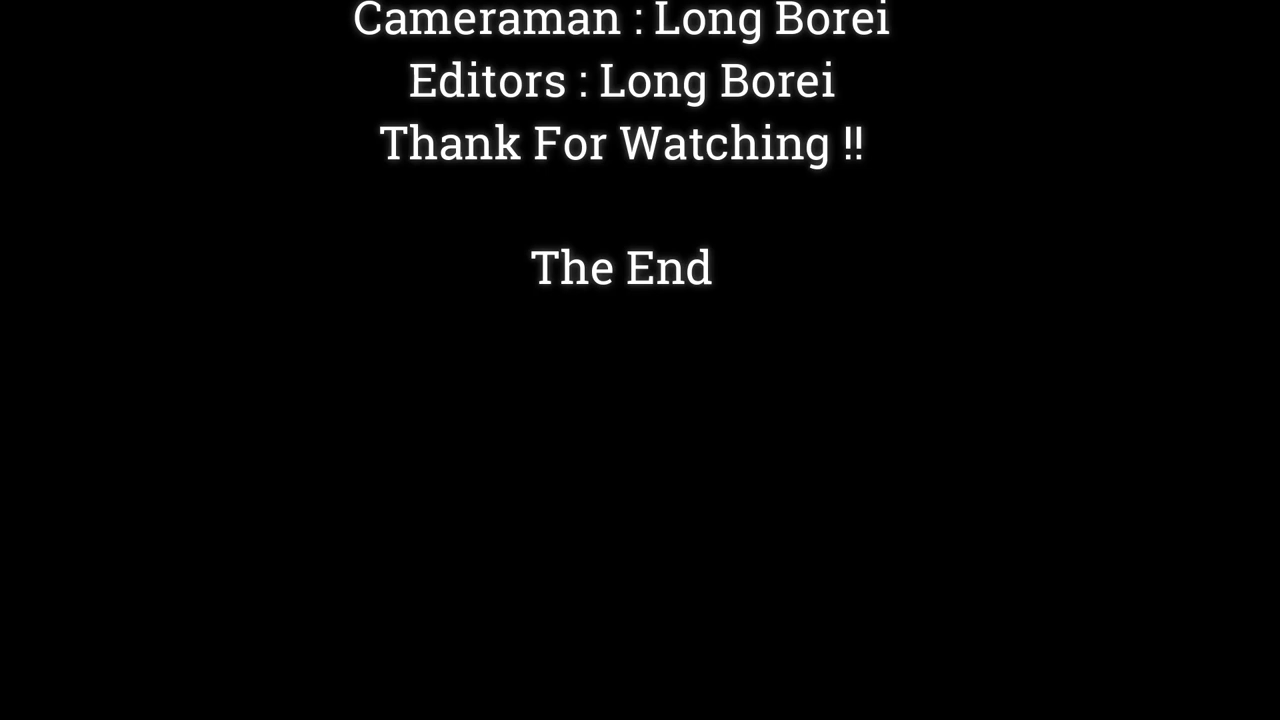 Cameraman : Long Borei
Editors : Long Borei
Thank For Watching !!
The End